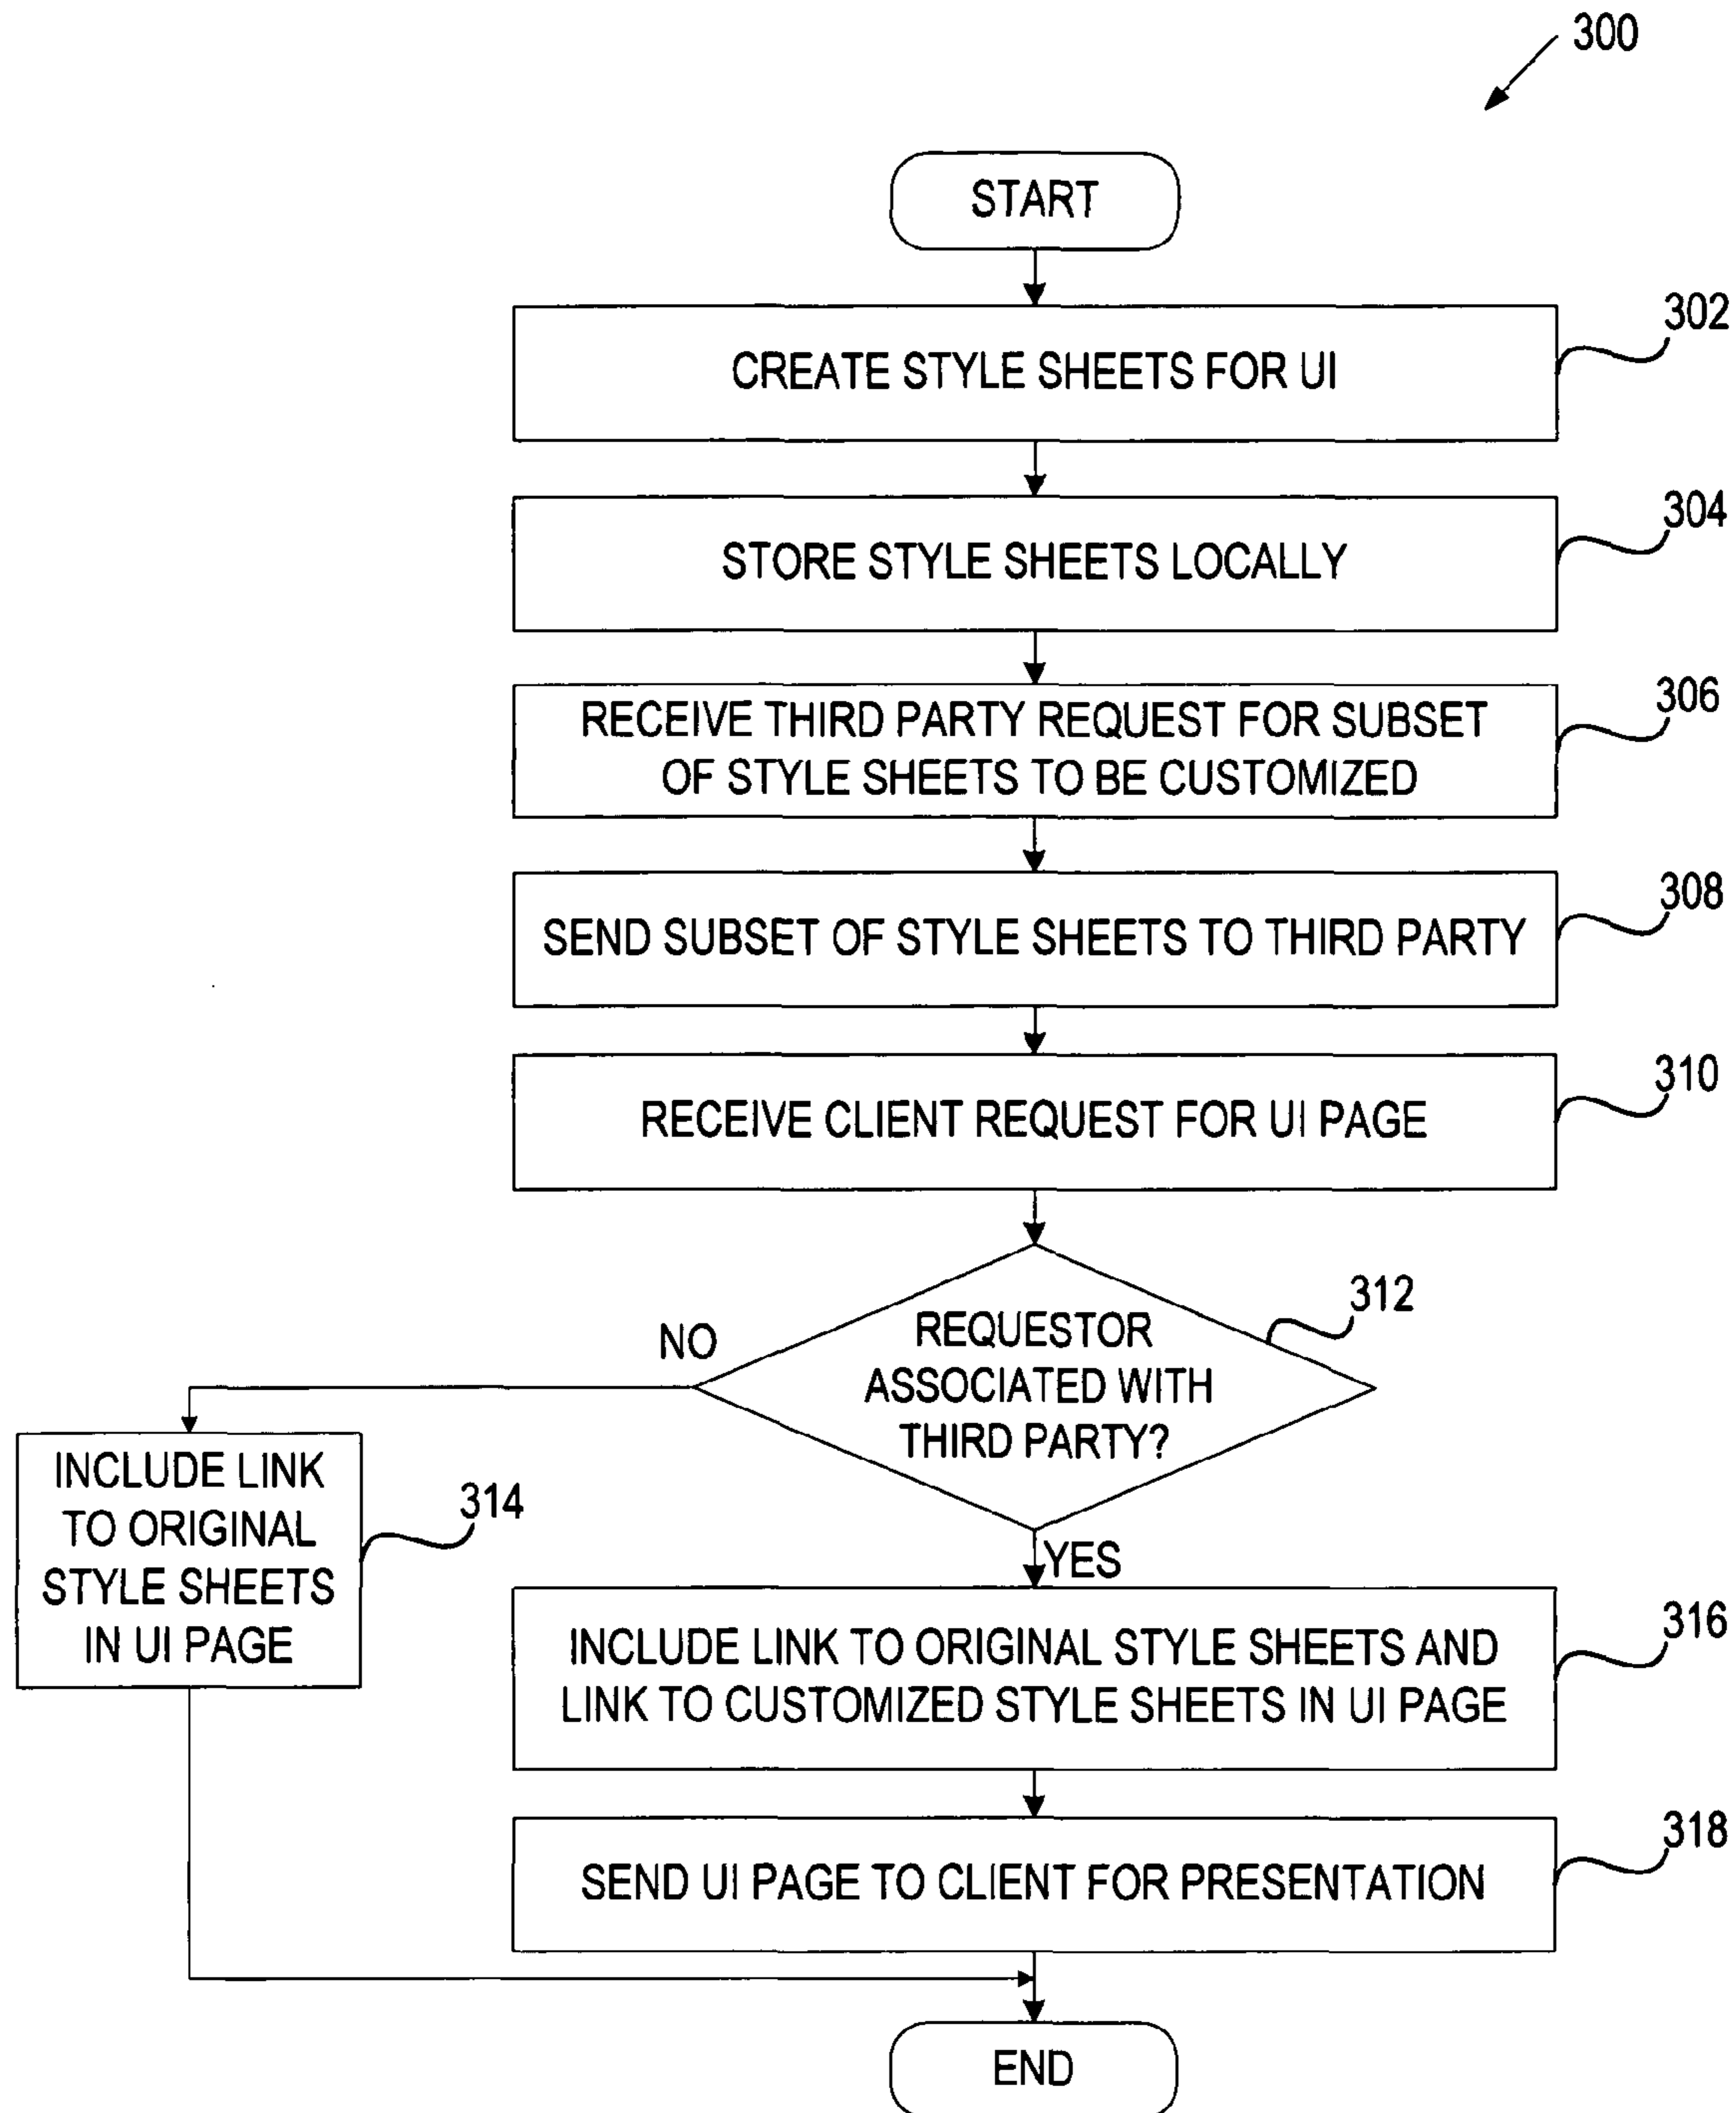 300
START
302
CREATE STYLE SHEETS FOR UI
304
STORE STYLE SHEETS LOCALLY
306
RECEIVE THIRD PARTY REQUEST FOR SUBSET
OF STYLE SHEETS TO BE CUSTOMIZED
308
SEND SUBSET OF STYLE SHEETS TO THIRD PARTY
310
RECEIVE CLIENT REQUEST FOR UI PAGE
312
REQUESTOR
ASSOCIATED WITH
THIRD PARTY?
NO
INCLUDE LINK
TO ORIGINAL
STYLE SHEETS
IN UI PAGE
314
YES
316
INCLUDE LINK TO ORIGINAL STYLE SHEETS AND
LINK TO CUSTOMIZED STYLE SHEETS IN UI PAGE
318
SEND UI PAGE TO CLIENT FOR PRESENTATION
END